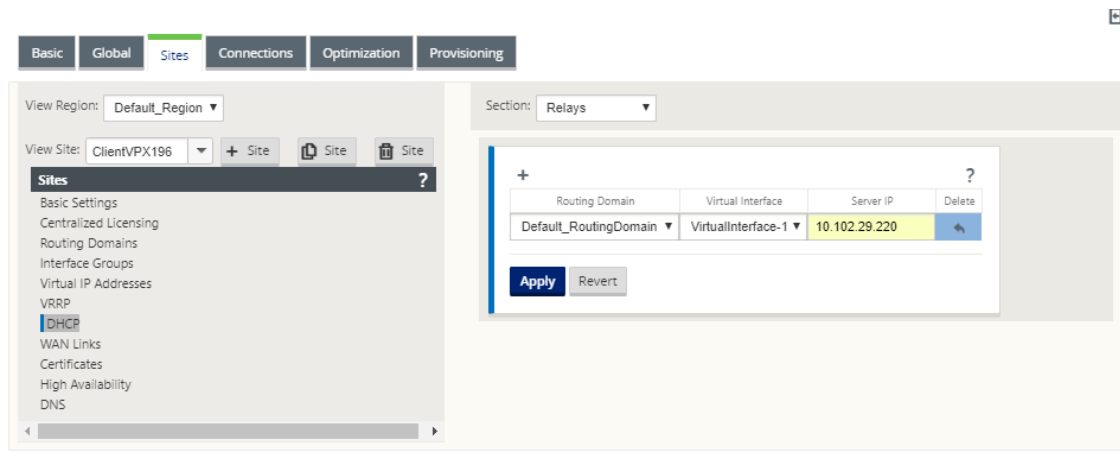 Basic Global Sites Connections Optimization Provisioning
View Region: Default_Region
Section: Relays
View Site: ClientVPX196 + Site Site Site
Sites ?
Basic Settings
Centralized Licensing
Routing Domains
Interface Groups
Virtual IP Addresses
VRRP
DHCP
WAN Links
Certificates
High Availability
DNS
+ ?
Routing Domain Virtual Interface Server IP Delete
Default_RoutingDomain VirtualInterface-1 10.102.29.220
Apply Revert